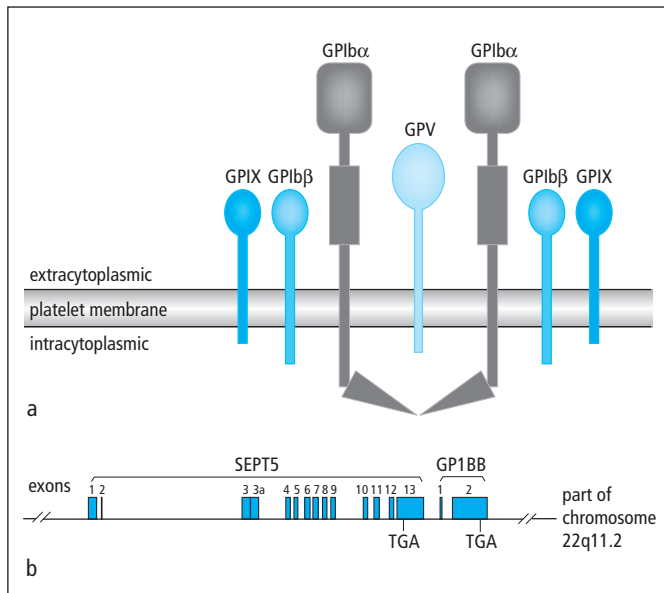 GPIbα GPIbα
GPV
GPIX GPIbβ GPIbβ GPIX
extracytoplasmic
platelet membrane
intracytoplasmic
a
SEPT5 GP1BB
exons 1 2 3 3a 4 5 6 7 8 9 10 11 12 13 1 2
part of
chromosome
22q11.2
TGA TGA
b